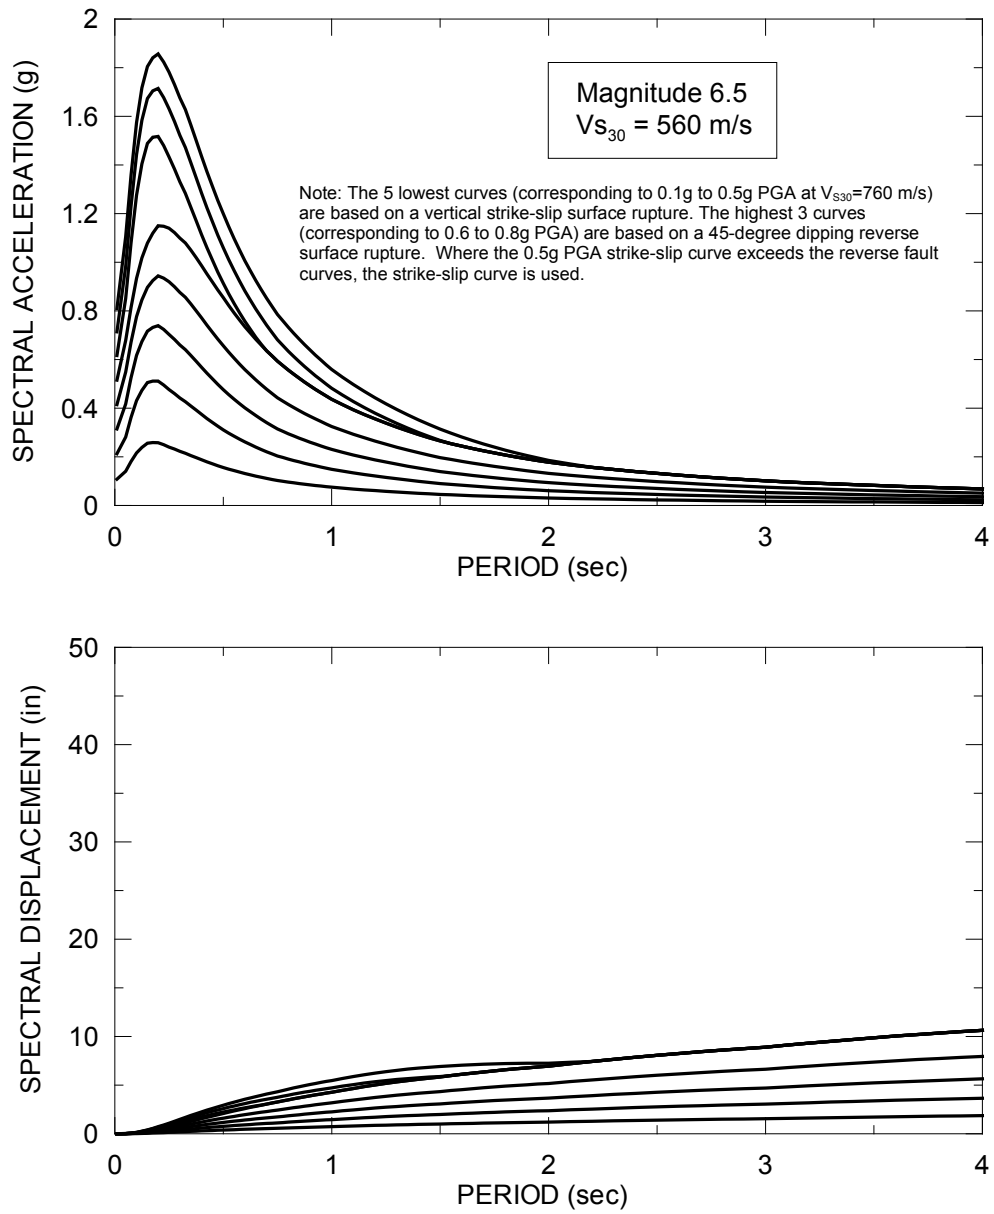 2
1.6
1.2
0.8
0.4
0
SPECTRAL ACCELERATION (g)
Magnitude 6.5
Vs30 = 560 m/s
Note: The 5 lowest curves (corresponding to 0.1g to 0.5g PGA at VS30=760 m/s)
are based on a vertical strike-slip surface rupture. The highest 3 curves
(corresponding to 0.6 to 0.8g PGA) are based on a 45-degree dipping reverse
surface rupture. Where the 0.5g PGA strike-slip curve exceeds the reverse fault
curves, the strike-slip curve is used.
0 1 2 3 4
PERIOD (sec)
50
40
30
20
10
0
SPECTRAL DISPLACEMENT (in)
0 1 2 3 4
PERIOD (sec)